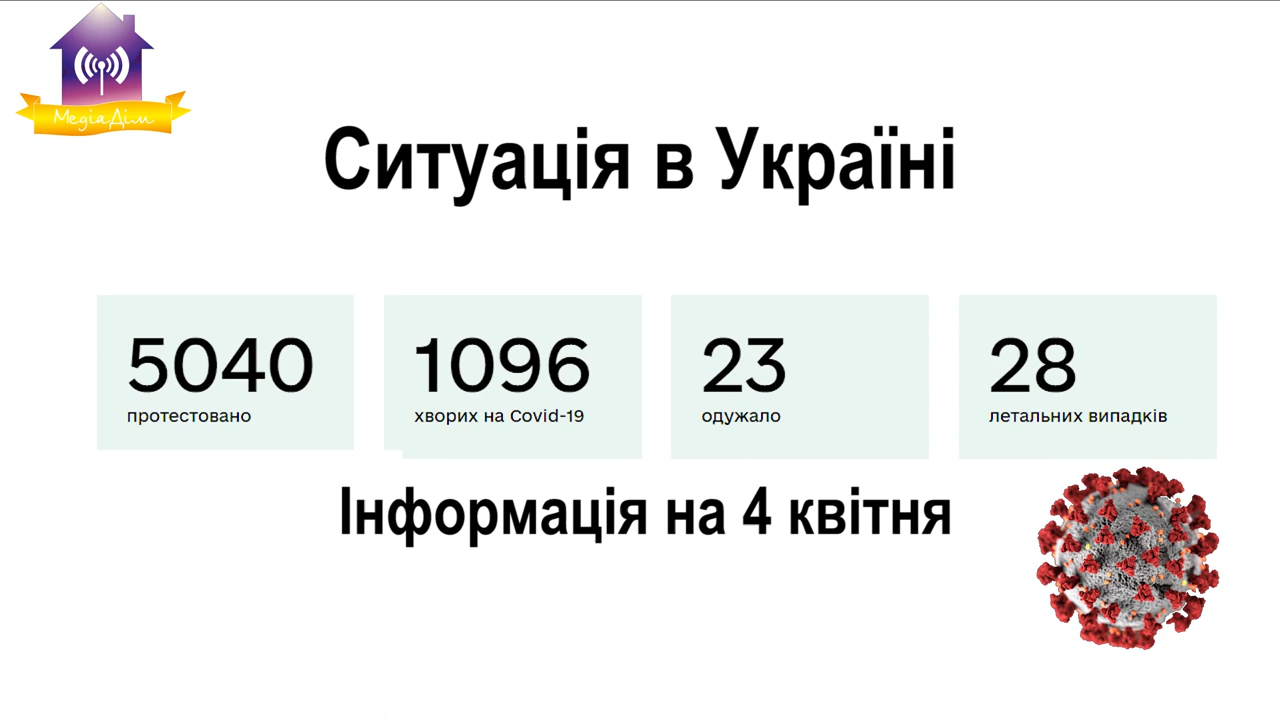 МедіаДім
Ситуація в Україні
5040
протестовано
1096
хворих на Covid-19
23
одужало
28
летальних випадків
Інформація на 4 квітня